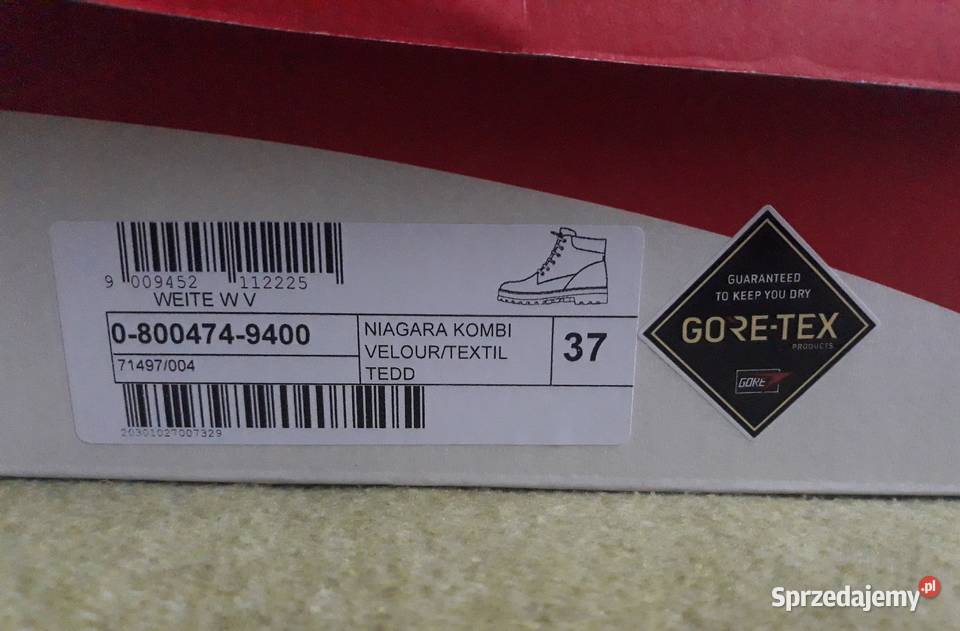 9 009452 112225
WEITE W V
0-800474-9400
71497/004
NIAGARA KOMBI
VELOUR/TEXTIL
TEDD
37
20301027007329
GUARANTEED
TO KEEP YOU DRY
GORE-TEX
PRODUCTS
GORE
Sprzedajemy.pl